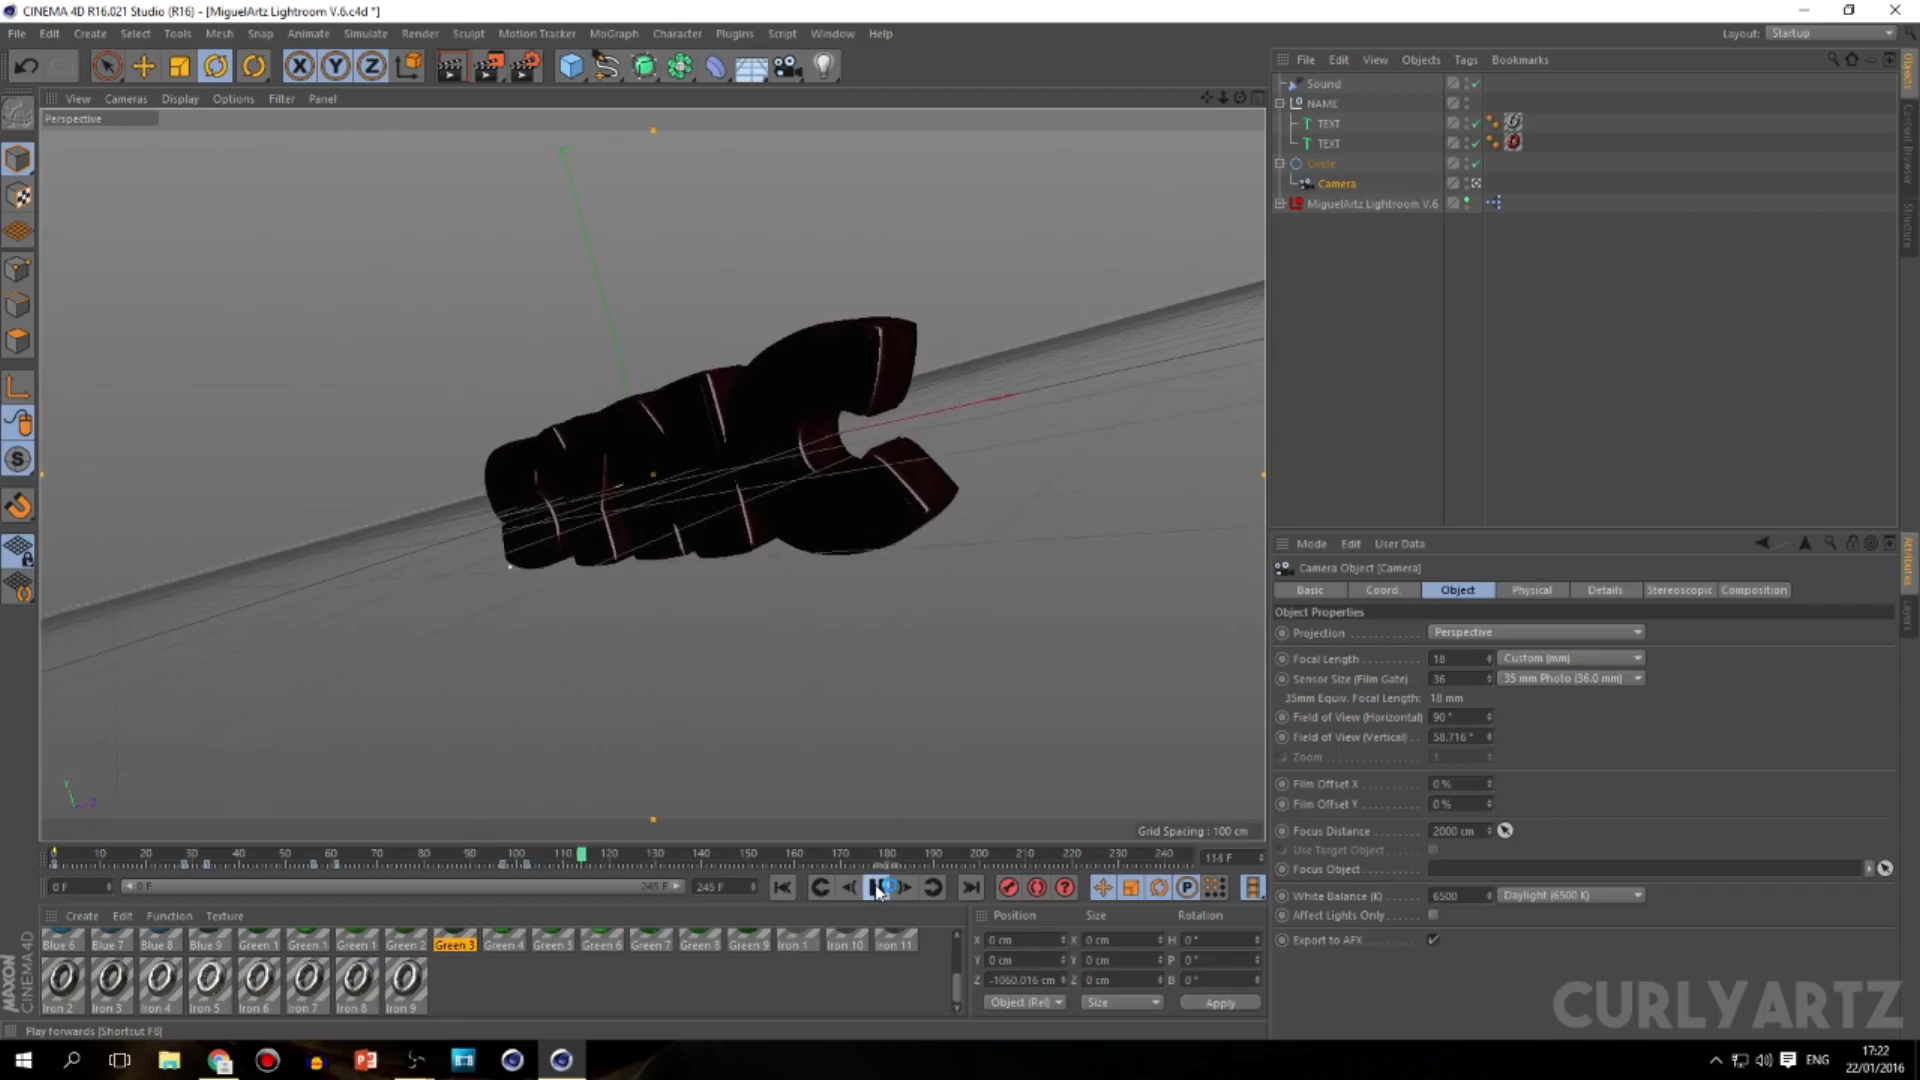 CINEMA 4D R16.021 Studio (R16) - [MiguelArtz Lightroom V.6.c4d *]
File Edit Create Select Tools Mesh Snap Animate Simulate Render Sculpt Motion Tracker MoGraph Character Plugins Script Window Help
Layout: Startup
X Y Z
File Edit View Objects Tags Bookmarks
View Cameras Display Options Filter Panel
Perspective
Sound
NAME
TEXT
TEXT
Circle
Camera
MiguelArtz Lightroom V.6
Objects
Content Browser
Structure
Mode Edit User Data
Camera Object [Camera]
Basic Coord. Object Physical Details Stereoscopic Composition
Object Properties
Projection Perspective
Focal Length 18 Custom (mm)
Sensor Size (Film Gate) 36 35 mm Photo (36.0 mm)
35mm Equiv. Focal Length: 18 mm
Field of View (Horizontal) 90 °
Field of View (Vertical) 58.716 °
Zoom 1
Film Offset X 0 %
Film Offset Y 0 %
Focus Distance 2000 cm
Use Target Object
Focus Object
White Balance (K) 6500 Daylight (6500 K)
Affect Lights Only
Export to AFX
Attributes
Layers
Y Z
Grid Spacing : 100 cm
0 10 20 30 40 50 60 70 80 90 100 110 120 130 140 150 160 170 180 190 200 210 220 230 240
0 F 0 F 245 F 245 F
Create Edit Function Texture
Blue 6 Blue 7 Blue 8 Blue 9 Green 1 Green 1 Green 1 Green 2 Green 3 Green 4 Green 5 Green 6 Green 7 Green 8 Green 9 Iron 1 Iron 10 Iron 11
Iron 2 Iron 3 Iron 4 Iron 5 Iron 6 Iron 7 Iron 8 Iron 9
Position Size Rotation
X 0 cm X 0 cm H 0 °
Y 0 cm Y 0 cm P 0 °
Z -1060.016 cm Z 0 cm B 0 °
Object (Rel) Size Apply
MAXON CINEMA 4D
Play forwards [Shortcut F8]
CURLYARTZ
ENG
17:22
22/01/2016